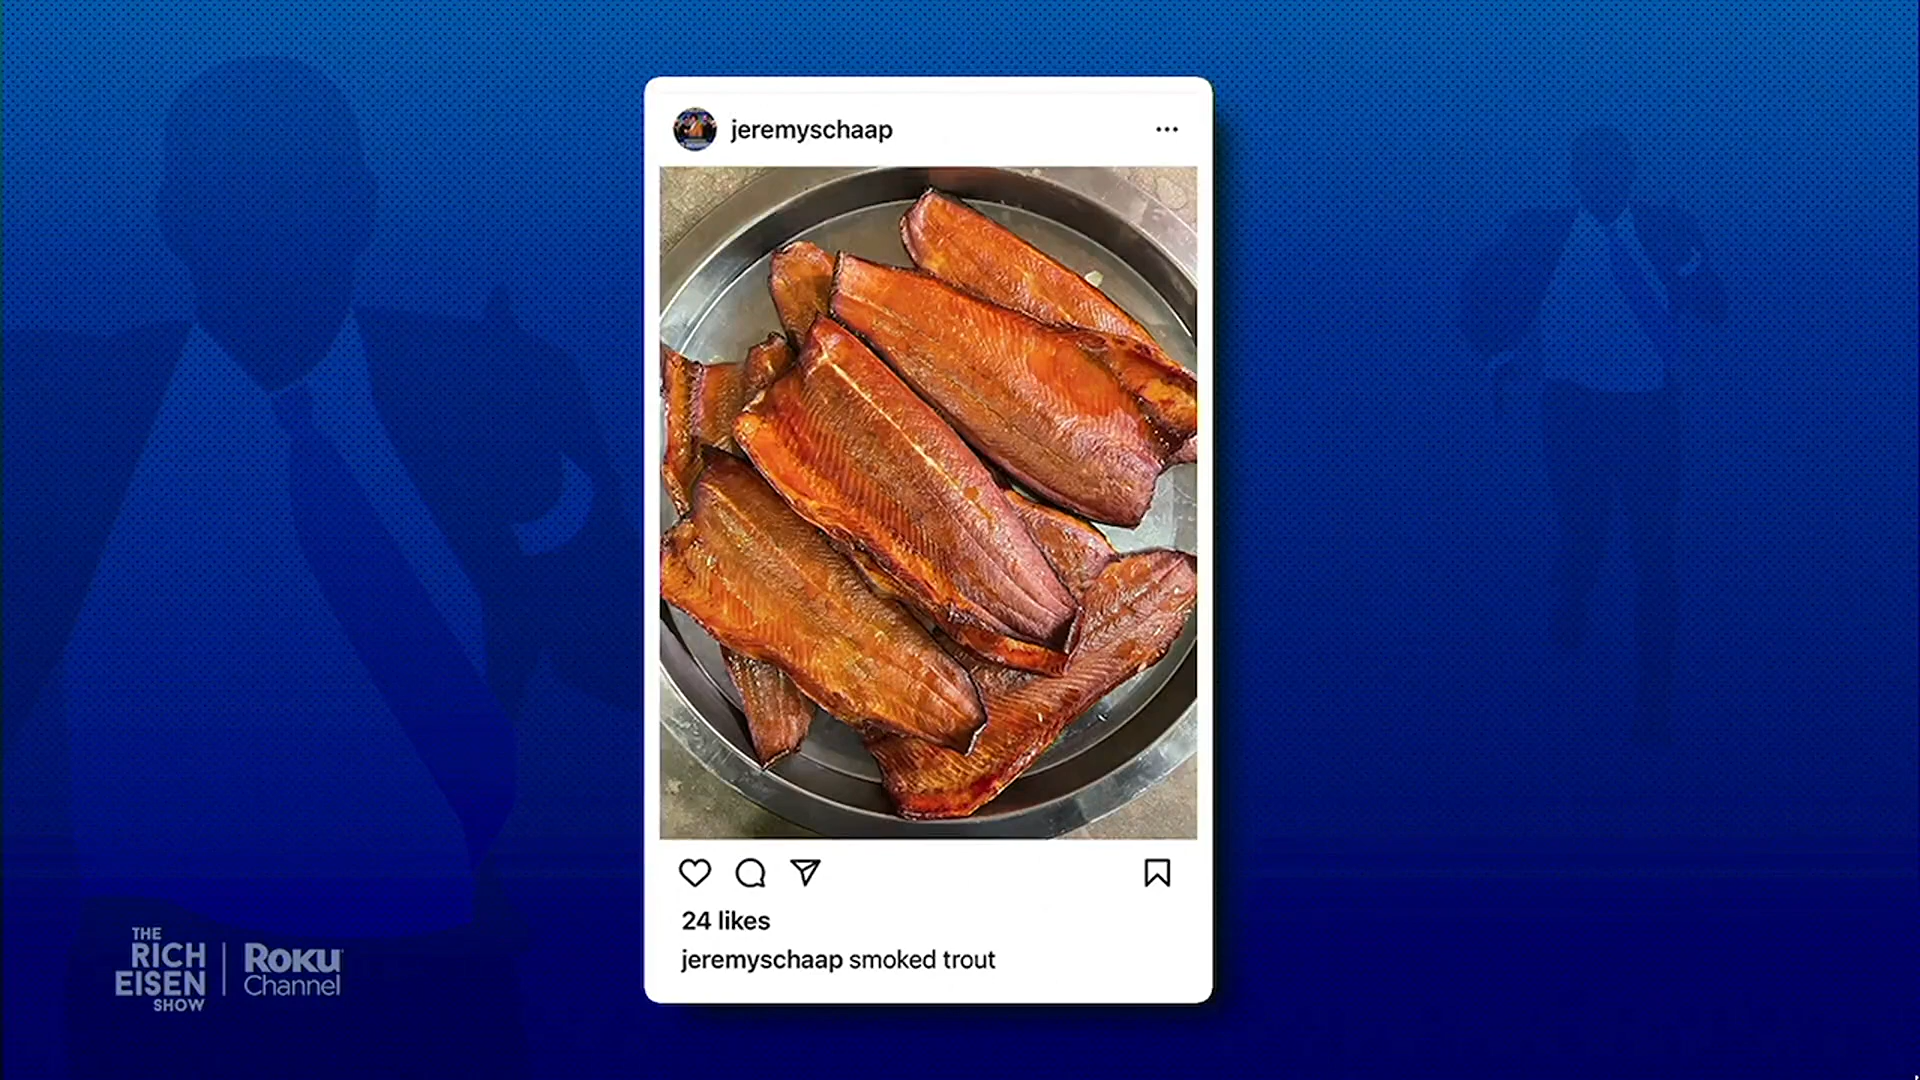 jeremyschaap
24 likes
jeremyschaap smoked trout
THE
RICH
EISEN
SHOW
Roku
Channel